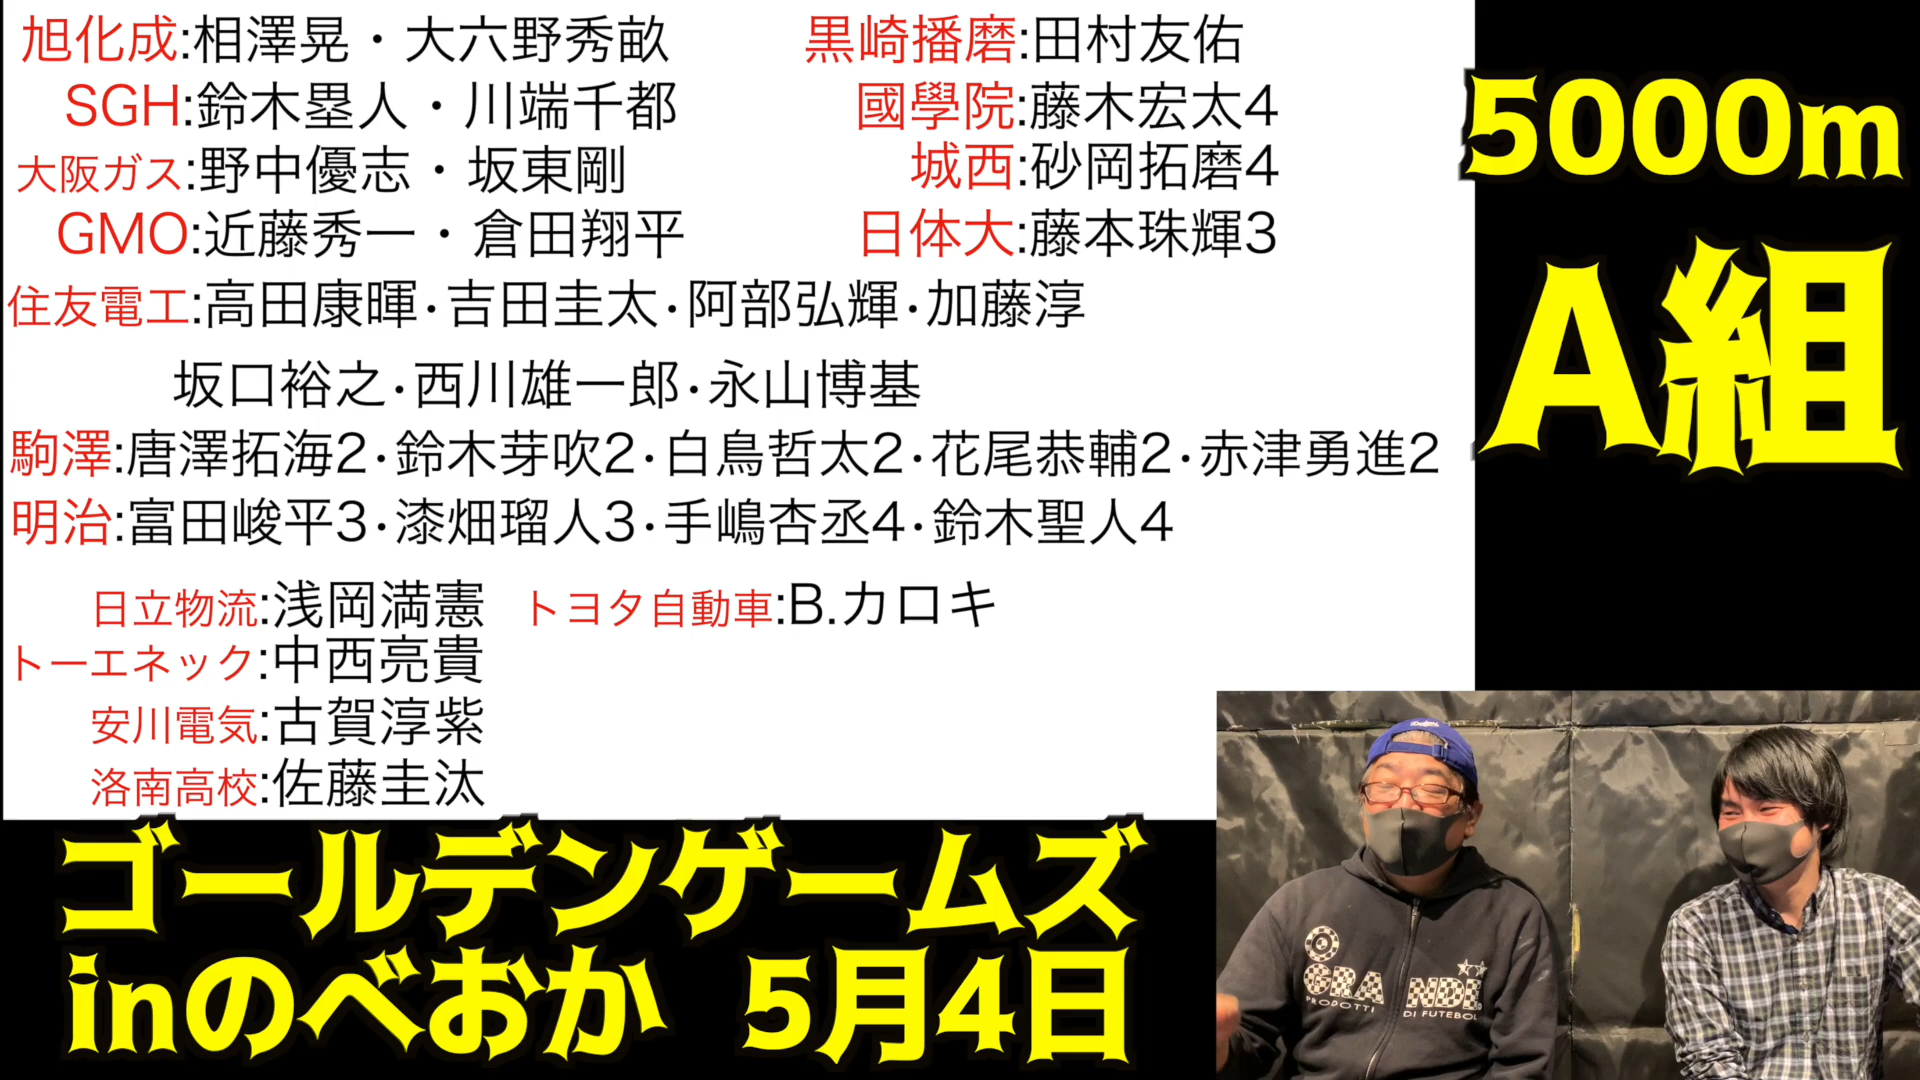 旭化成:相澤晃・大六野秀畝
SGH:鈴木塁人・川端千都
大阪ガス:野中優志・坂東剛
GMO:近藤秀一・倉田翔平
黒崎播磨:田村友佑
國學院:藤木宏太4
城西:砂岡拓磨4
日体大:藤本珠輝3
住友電工:高田康暉・吉田圭太・阿部弘輝・加藤淳
坂口裕之・西川雄一郎・永山博基
駒澤:唐澤拓海2・鈴木芽吹2・白鳥哲太2・花尾恭輔2・赤津勇進2
明治:富田峻平3・漆畑瑠人3・手嶋杏丞4・鈴木聖人4
日立物流:浅岡満憲
トヨタ自動車:B.カロキ
トーエネック:中西亮貴
安川電気:古賀淳紫
洛南高校:佐藤圭汰
5000m
A組
ゴールデンゲームズ
inのべおか 5月4日
GRANDE
PROPOTTI DI FUTEBOL